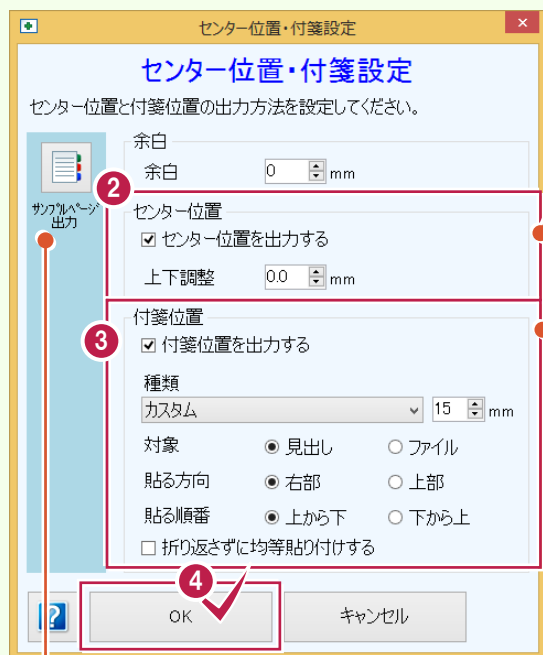 センター位置・付箋設定
×
センター位置・付箋設定
センター位置と付箋位置の出力方法を設定してください。
サンプルページ
出力
余白
余白 0 mm
2
センター位置
センター位置を出力する
上下調整 0.0 mm
3
付箋位置
付箋位置を出力する
種類
カスタム 15 mm
対象 見出し ファイル
貼る方向 右部 上部
貼る順番 上から下 下から上
折り返さずに均等貼り付けする
4
? OK キャンセル